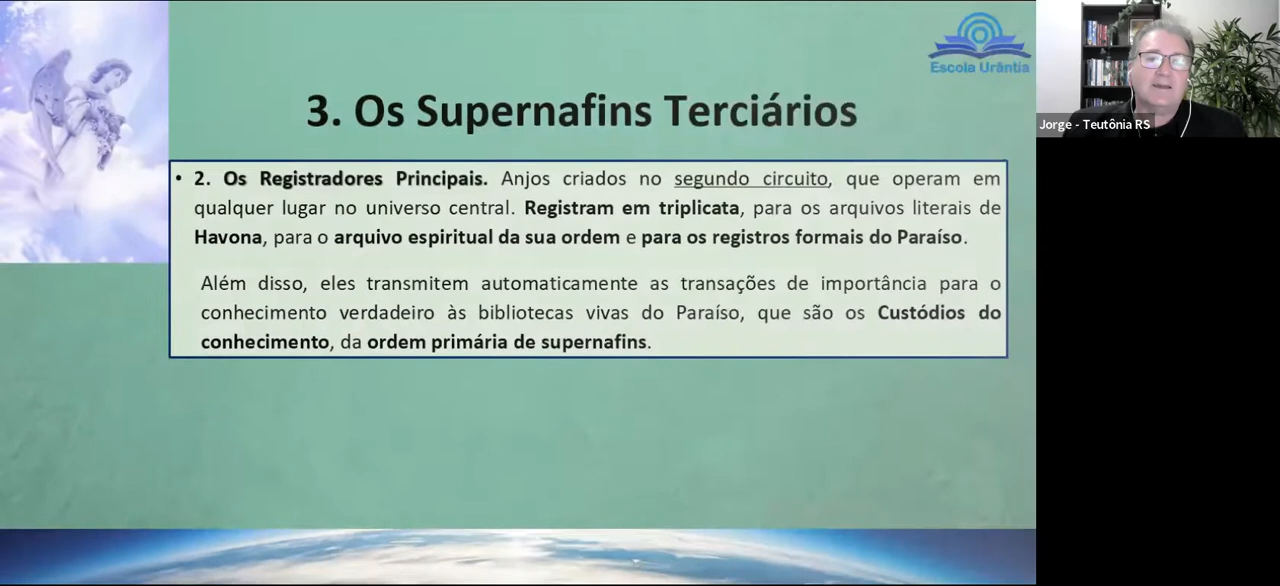 Escola Urântia
3. Os Supernafins Terciários
• 2. Os Registradores Principais. Anjos criados no segundo circuito, que operam em
qualquer lugar no universo central. Registram em triplicata, para os arquivos literais de
Havona, para o arquivo espiritual da sua ordem e para os registros formais do Paraíso.
Além disso, eles transmitem automaticamente as transações de importância para o
conhecimento verdadeiro às bibliotecas vivas do Paraíso, que são os Custódios do
conhecimento, da ordem primária de supernafins.
Jorge - Teutônia RS